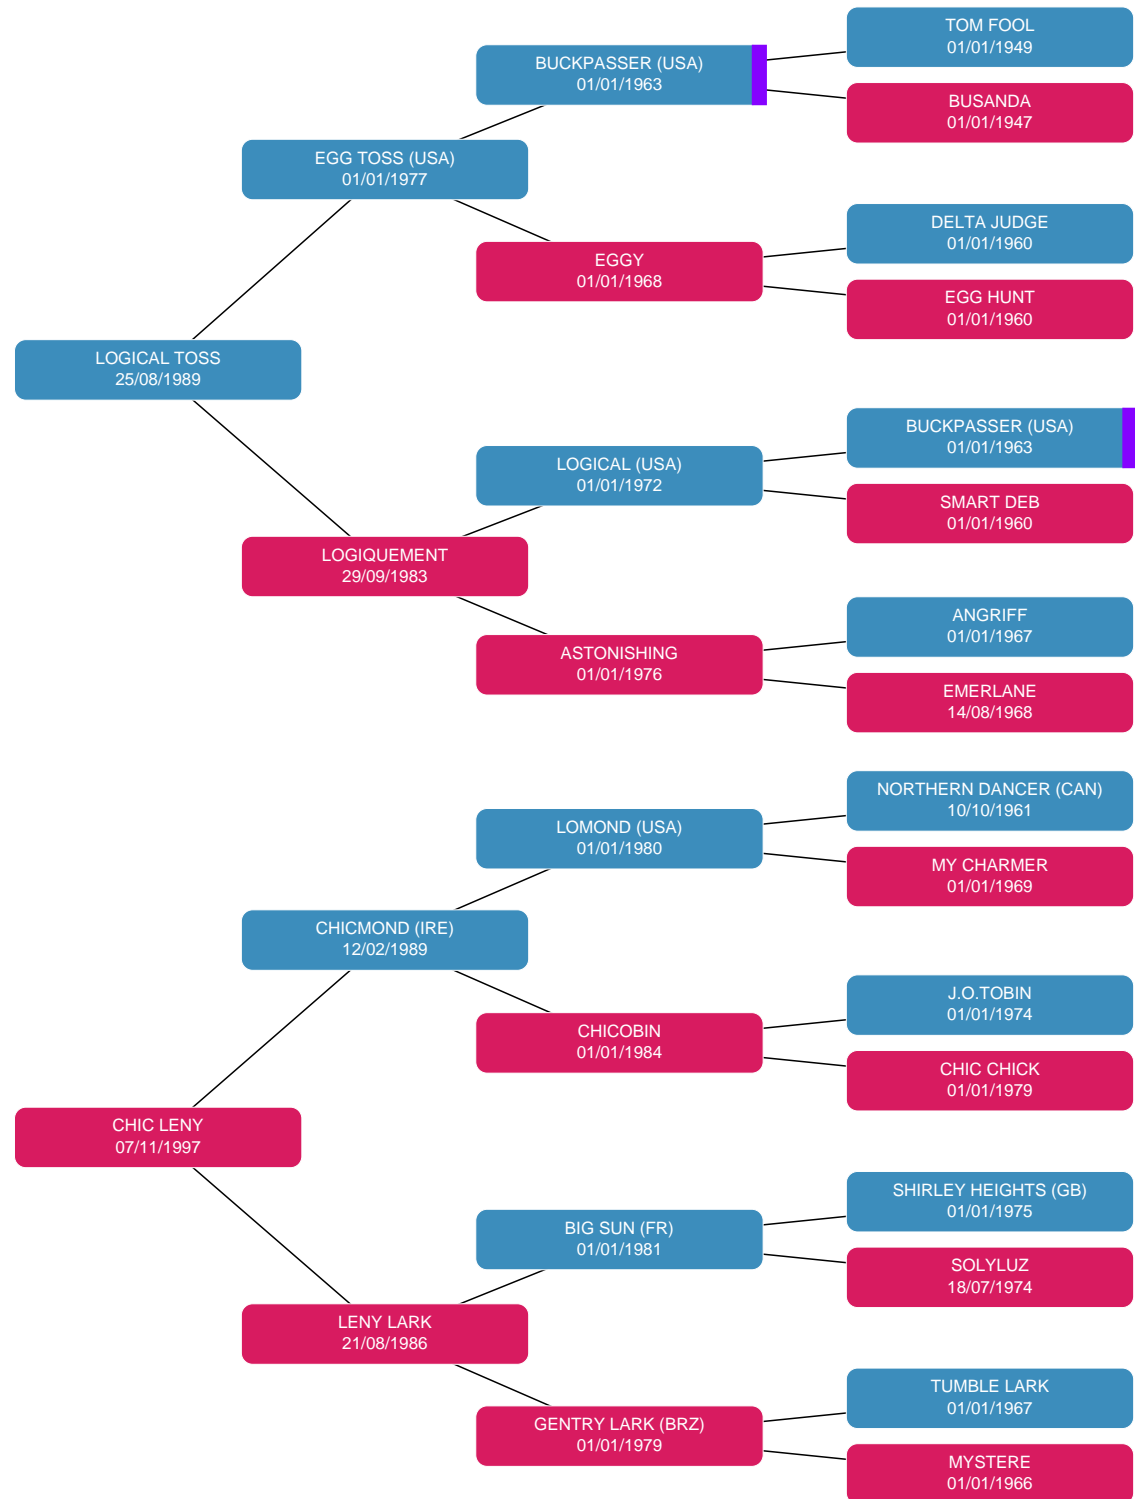 TOM FOOL
01/01/1949
BUCKPASSER (USA)
01/01/1963
BUSANDA
01/01/1947
EGG TOSS (USA)
01/01/1977
DELTA JUDGE
01/01/1960
EGGY
01/01/1968
EGG HUNT
01/01/1960
LOGICAL TOSS
25/08/1989
BUCKPASSER (USA)
01/01/1963
LOGICAL (USA)
01/01/1972
SMART DEB
01/01/1960
LOGIQUEMENT
29/09/1983
ANGRIFF
01/01/1967
ASTONISHING
01/01/1976
EMERLANE
14/08/1968
NORTHERN DANCER (CAN)
10/10/1961
LOMOND (USA)
01/01/1980
MY CHARMER
01/01/1969
CHICMOND (IRE)
12/02/1989
J.O.TOBIN
01/01/1974
CHICOBIN
01/01/1984
CHIC CHICK
01/01/1979
CHIC LENY
07/11/1997
SHIRLEY HEIGHTS (GB)
01/01/1975
BIG SUN (FR)
01/01/1981
SOLYLUZ
18/07/1974
LENY LARK
21/08/1986
TUMBLE LARK
01/01/1967
GENTRY LARK (BRZ)
01/01/1979
MYSTERE
01/01/1966